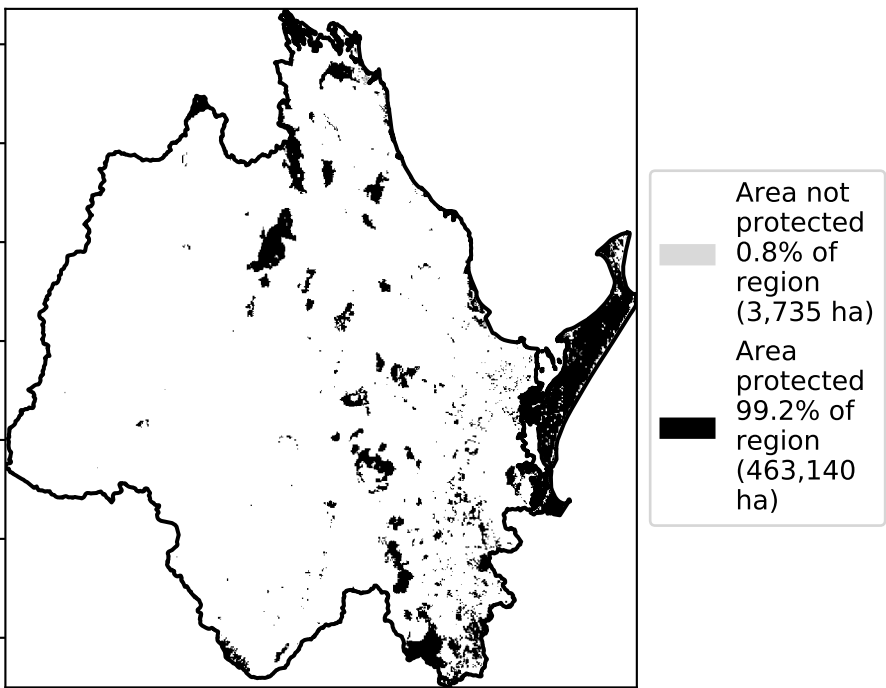 Area not
protected
0.8% of
region
(3,735 ha)
Area
protected
99.2% of
region
(463,140
ha)